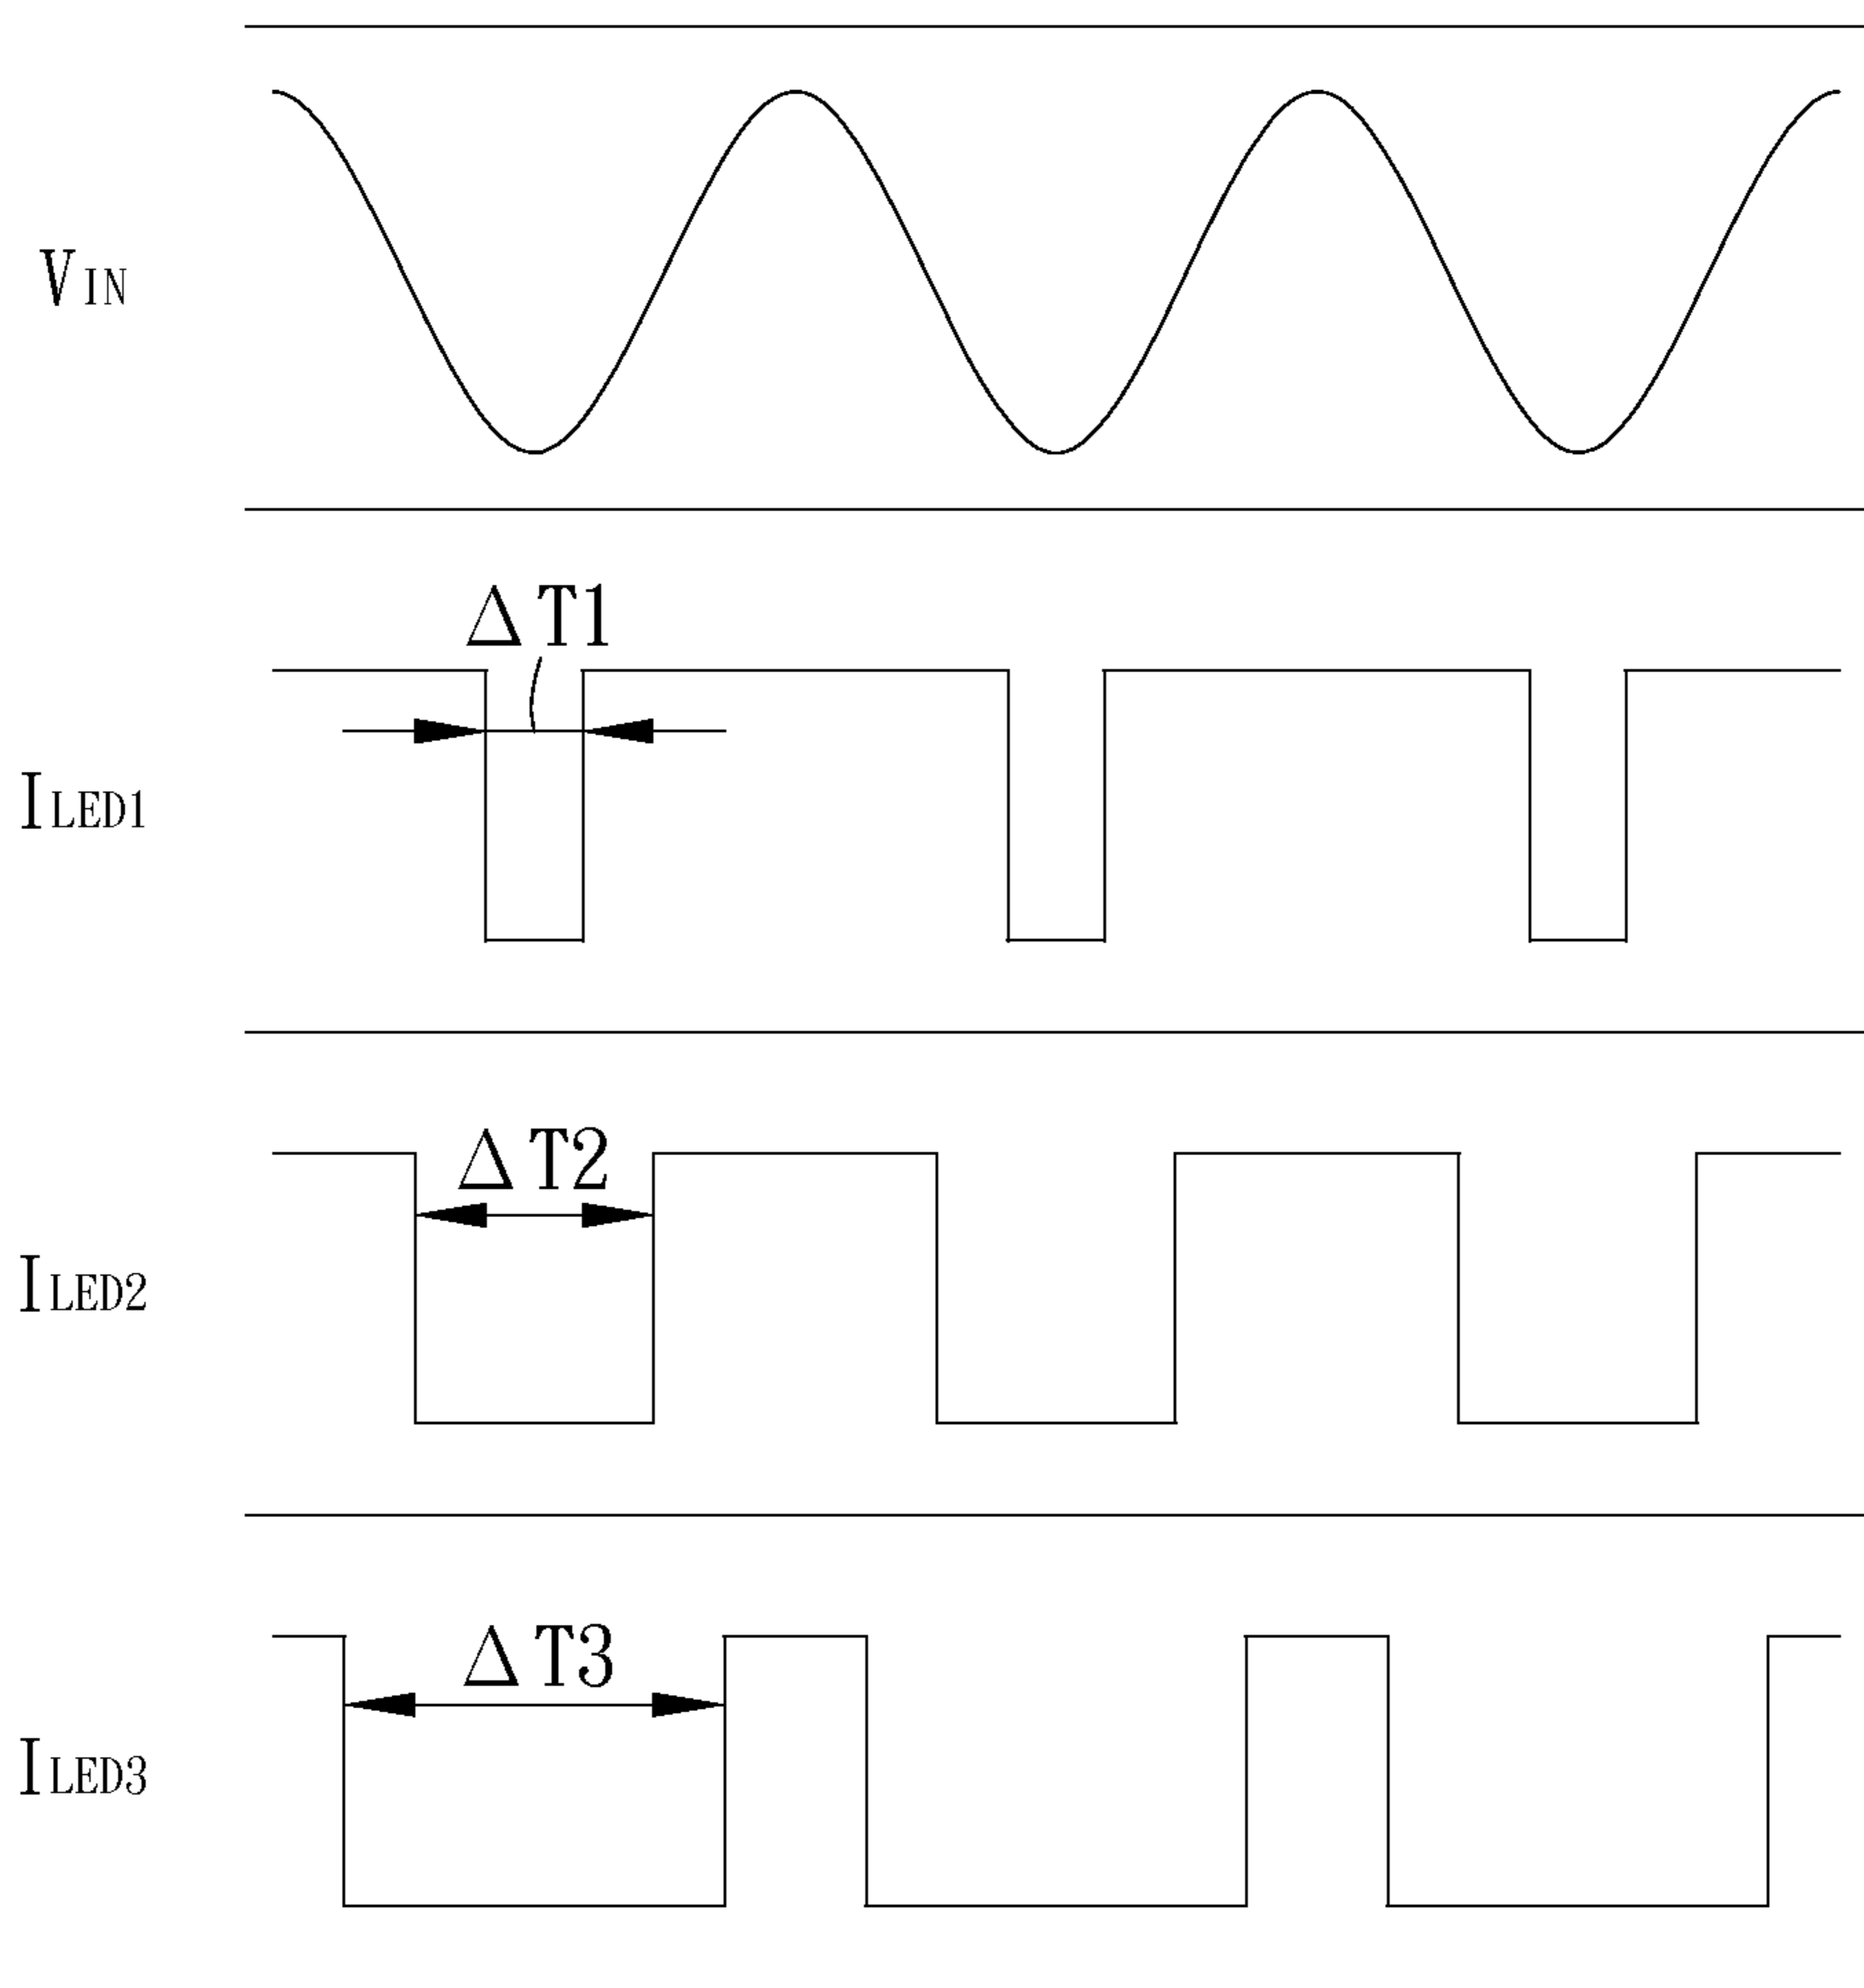 VIN
ΔT1
ILED1
ΔT2
ILED2
ΔT3
ILED3